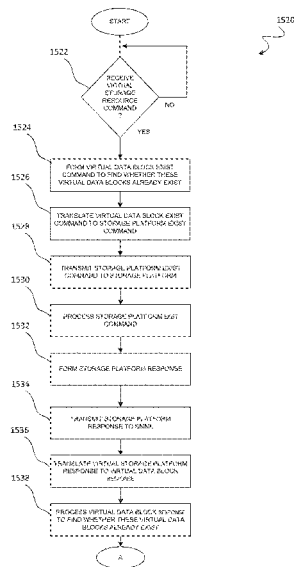 START
1520
1522
RECEIVE
VIRTUAL
STORAGE
RESOURCE
COMMAND
?
NO
YES
1524
FORM VIRTUAL DATA BLOCK EXIST
COMMAND TO FIND WHETHER THESE
VIRTUAL DATA BLOCKS ALREADY EXIST
1526
TRANSLATE VIRTUAL DATA BLOCK EXIST
COMMAND TO STORAGE PLATFORM EXIST
COMMAND
1528
TRANSMIT STORAGE PLATFORM EXIST
COMMAND TO STORAGE PLATFORM
1530
PROCESS STORAGE PLATFORM EXIST
COMMAND
1532
FORM STORAGE PLATFORM RESPONSE
1534
TRANSMIT STORAGE PLATFORM
RESPONSE TO
1536
TRANSLATE VIRTUAL STORAGE PLATFORM
RESPONSE TO VIRTUAL DATA BLOCK
RESPONSE
1538
PROCESS VIRTUAL DATA BLOCK RESPONSE
TO FIND WHETHER THESE VIRTUAL DATA
BLOCKS ALREADY EXIST
A